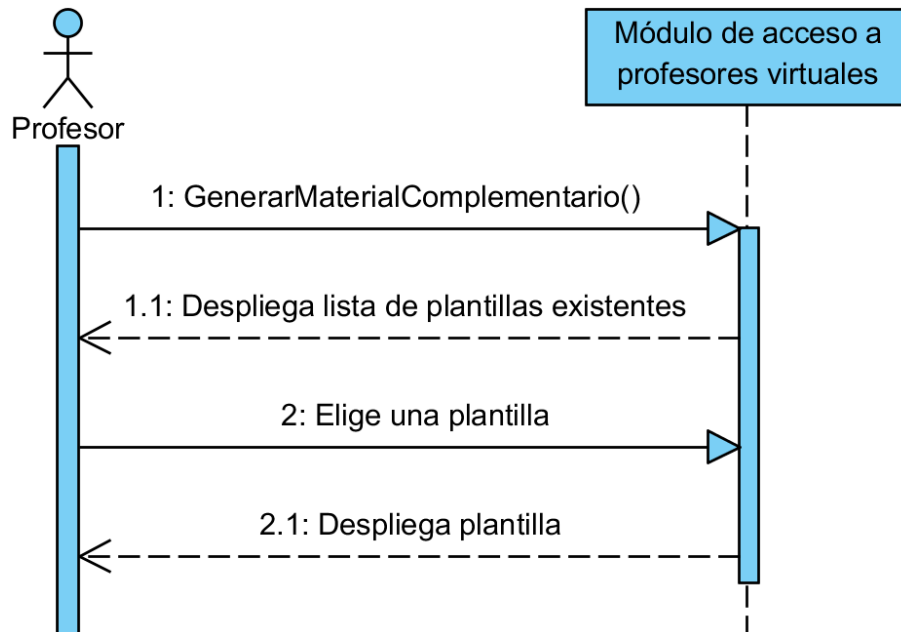 Módulo de acceso a
profesores virtuales
Profesor
1: GenerarMaterialComplementario()
1.1: Despliega lista de plantillas existentes
2: Elige una plantilla
2.1: Despliega plantilla